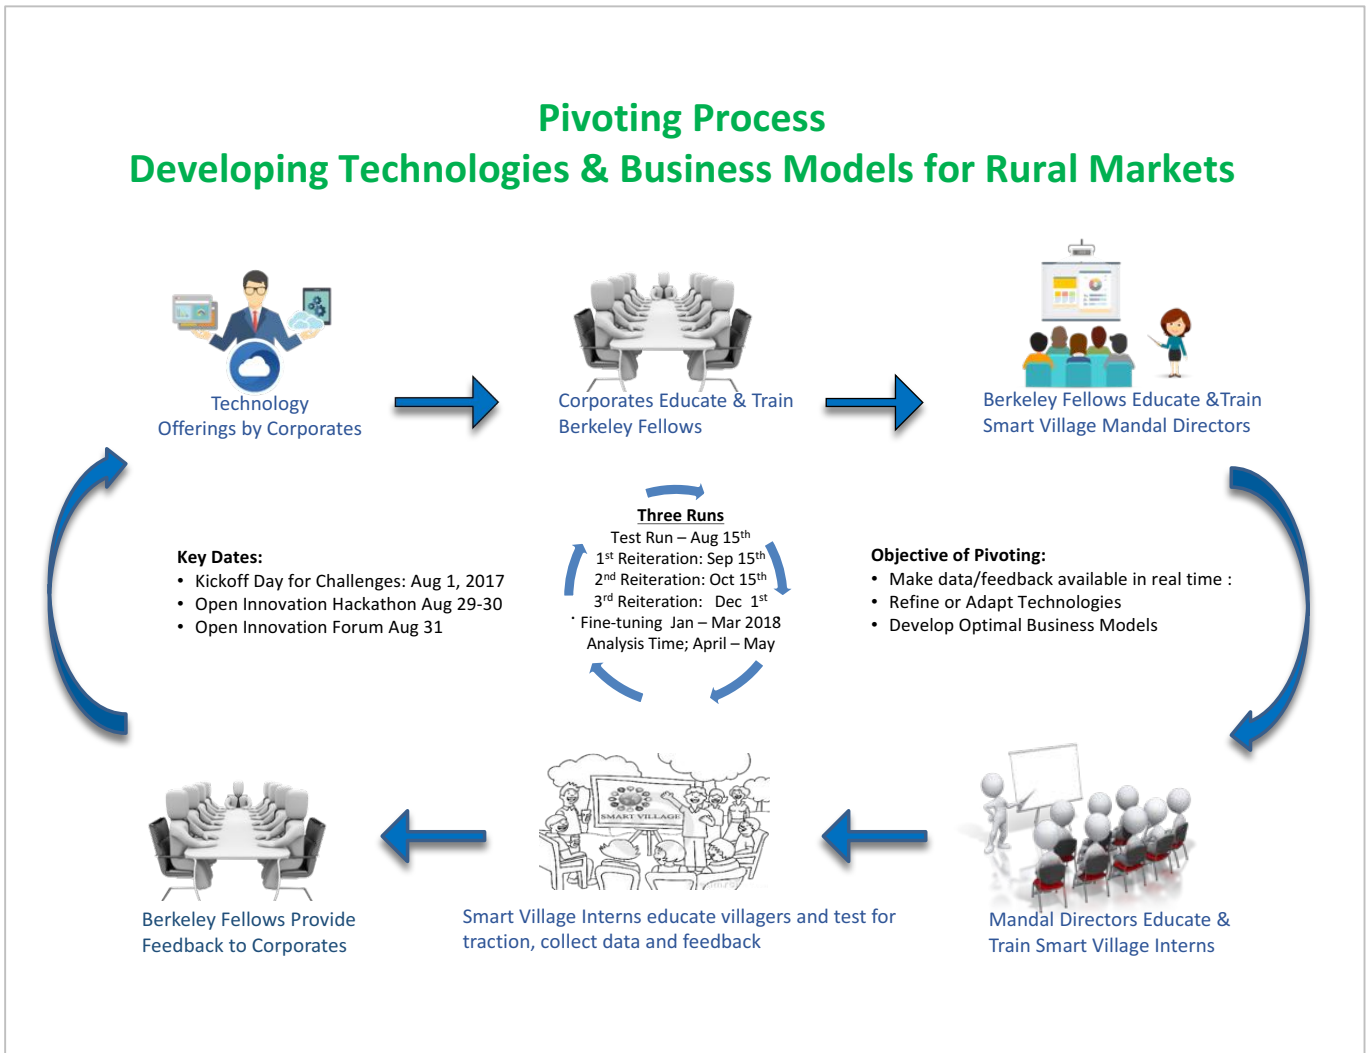 Pivoting Process
Developing Technologies & Business Models for Rural Markets
Technology
Offerings by Corporates
Corporates Educate & Train
Berkeley Fellows
Berkeley Fellows Educate &Train
Smart Village Mandal Directors
Key Dates:
• Kickoff Day for Challenges: Aug 1, 2017
• Open Innovation Hackathon Aug 29-30
• Open Innovation Forum Aug 31
Three Runs
Test Run – Aug 15th
1st Reiteration: Sep 15th
2nd Reiteration: Oct 15th
3rd Reiteration: Dec 1st
Fine-tuning Jan – Mar 2018
Analysis Time; April – May
Objective of Pivoting:
• Make data/feedback available in real time :
• Refine or Adapt Technologies
• Develop Optimal Business Models
SMART VILLAGE
Berkeley Fellows Provide
Feedback to Corporates
Smart Village Interns educate villagers and test for
traction, collect data and feedback
Mandal Directors Educate &
Train Smart Village Interns